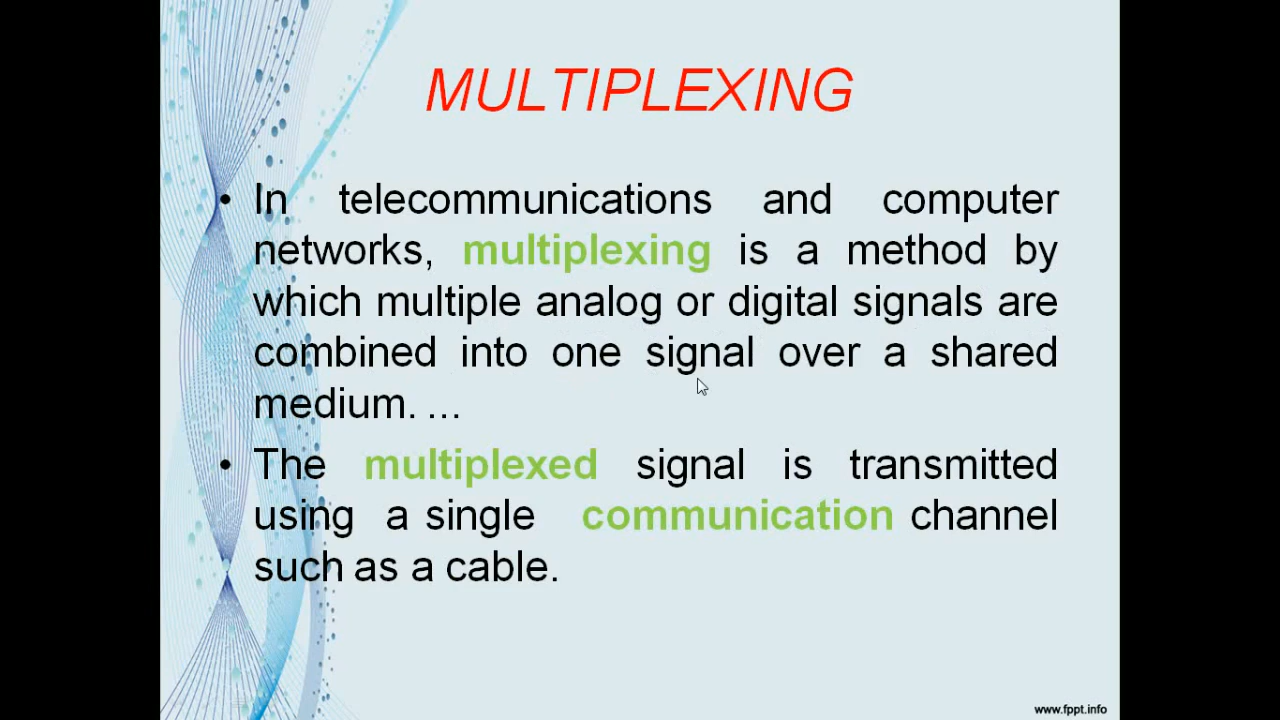 MULTIPLEXING
• In telecommunications and computer
networks, multiplexing is a method by
which multiple analog or digital signals are
combined into one signal over a shared
medium. ...
• The multiplexed signal is transmitted
using a single communication channel
such as a cable.
www.fppt.info